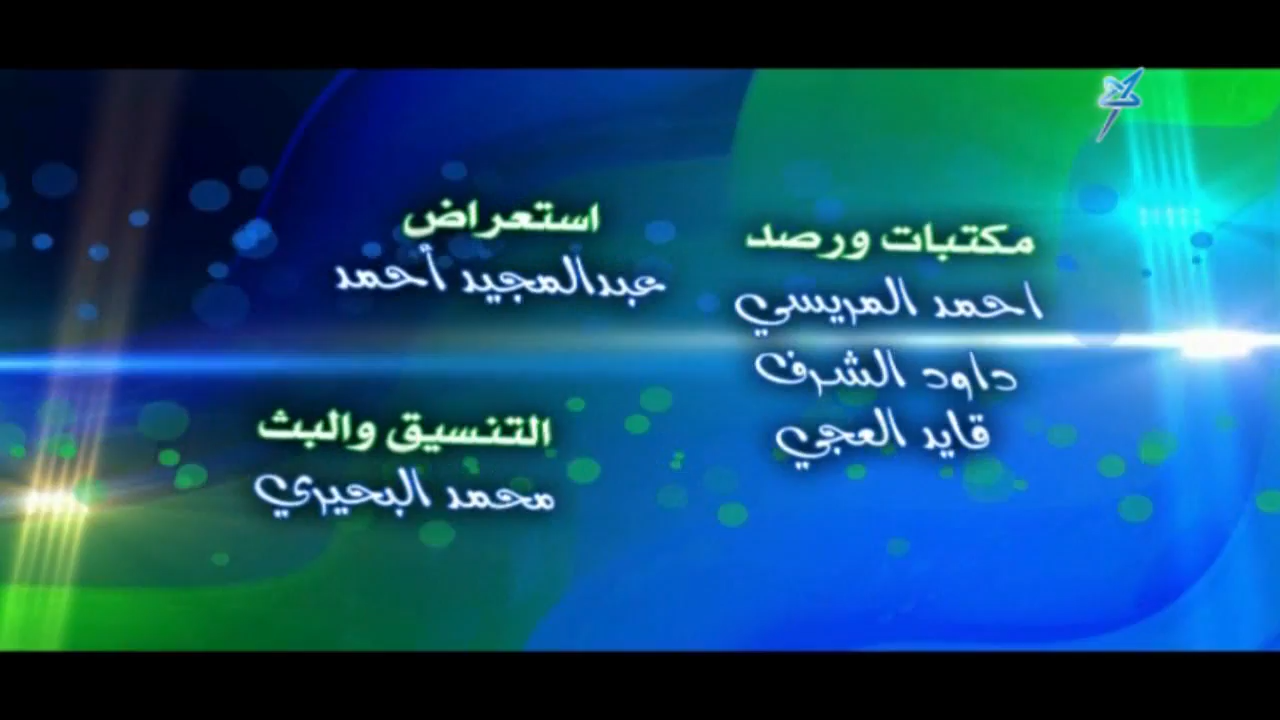 مكتبات ورصد
احمد المريسي
داود الشرف
قايد العجي
استعراض
عبدالمجيد أحمد
التنسيق والبث
محمد البحيري